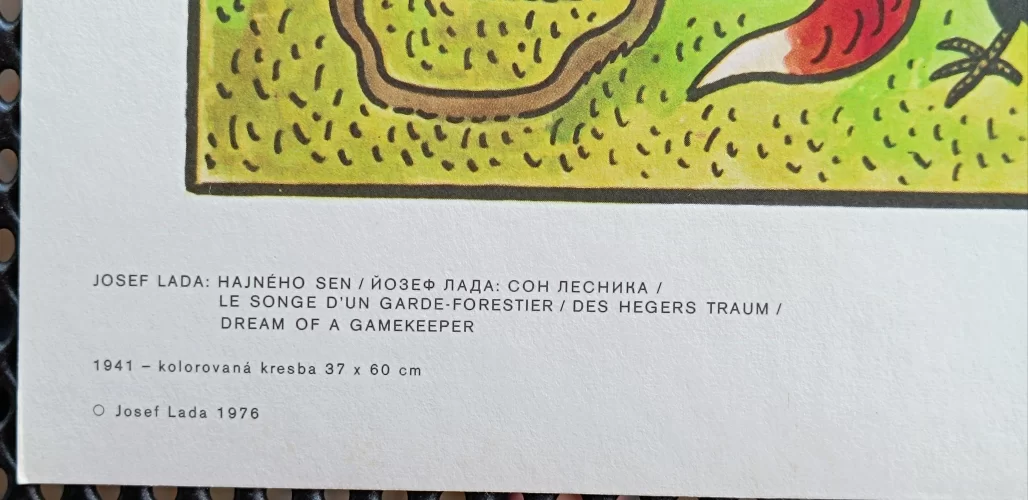 JOSEF LADA: HAJNÉHO SEN / ЙОЗЕФ ЛАДА: СОН ЛЕСНИКА /
LE SONGE D'UN GARDE-FORESTIER / DES HEGERS TRAUM /
DREAM OF A GAMEKEEPER
1941 – kolorovaná kresba 37 x 60 cm
○ Josef Lada 1976